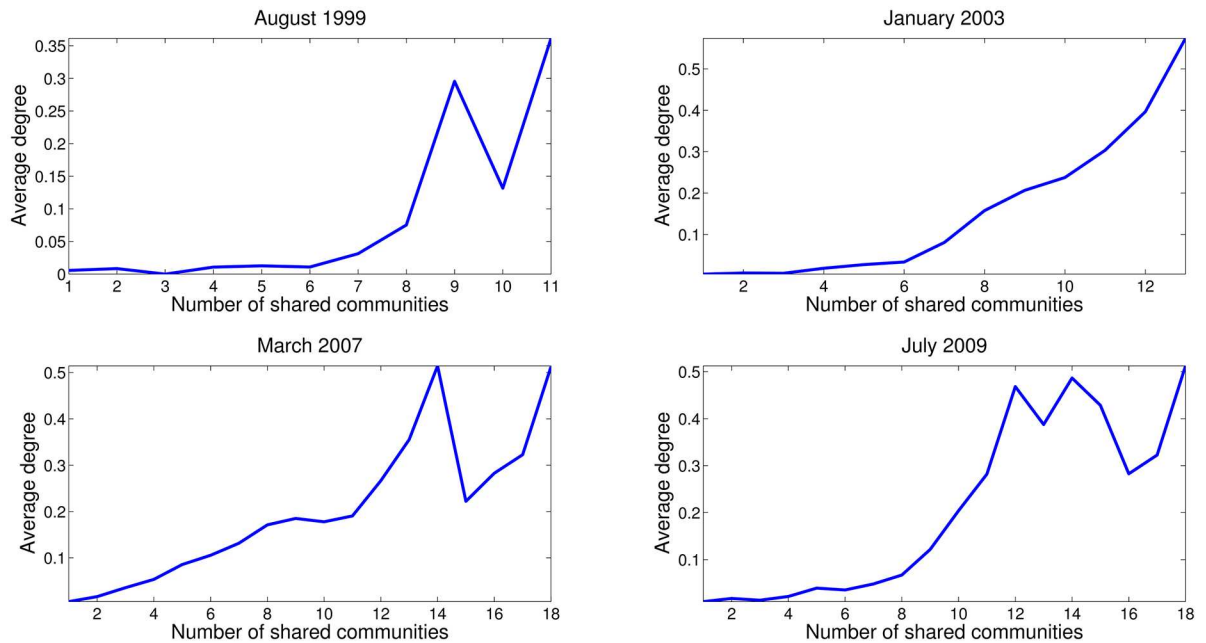 August 1999
Average degree
0.35
0.3
0.25
0.2
0.15
0.1
0.05
0
1 2 3 4 5 6 7 8 9 10 11
Number of shared communities
January 2003
Average degree
0.5
0.4
0.3
0.2
0.1
2 4 6 8 10 12
Number of shared communities
March 2007
Average degree
0.5
0.4
0.3
0.2
0.1
2 4 6 8 10 12 14 16 18
Number of shared communities
July 2009
Average degree
0.5
0.4
0.3
0.2
0.1
2 4 6 8 10 12 14 16 18
Number of shared communities